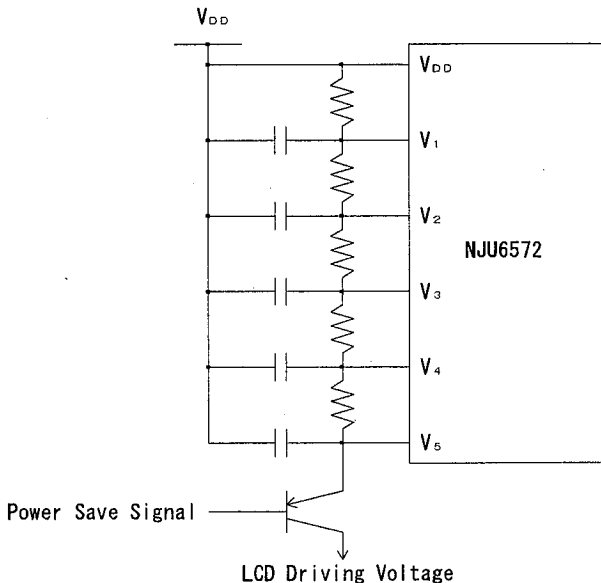 VDD
VDD
V1
V2
NJU6572
V3
V4
V5
Power Save Signal
LCD Driving Voltage